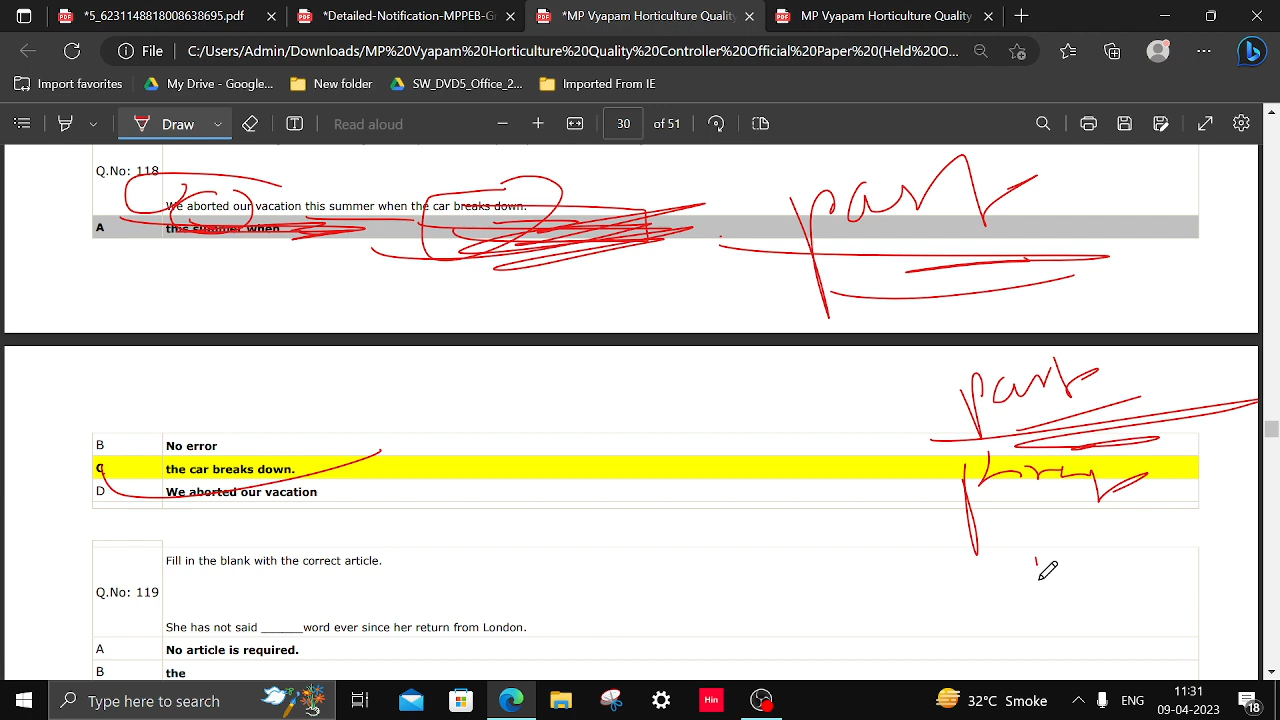 *5_6231148818008638695.pdf
*Detailed-Notification-MPPEB-G
*MP Vyapam Horticulture Quality
MP Vyapam Horticulture Quality
File
C:/Users/Admin/Downloads/MP%20Vyapam%20Horticulture%20Quality%20Controller%20Official%20Paper%20(Held%20O...
Import favorites
My Drive - Google...
New folder
SW_DVD5_Office_2...
Imported From IE
Draw
Read aloud
30 of 51
Q.No: 118
We aborted our vacation this summer when the car breaks down.
A this summer when
part
part
B No error
C the car breaks down.
D We aborted our vacation
Fill in the blank with the correct article.
Q.No: 119
She has not said ______word ever since her return from London.
A No article is required.
B the
Type here to search
Hin
32°C Smoke
ENG
11:31
09-04-2023
18